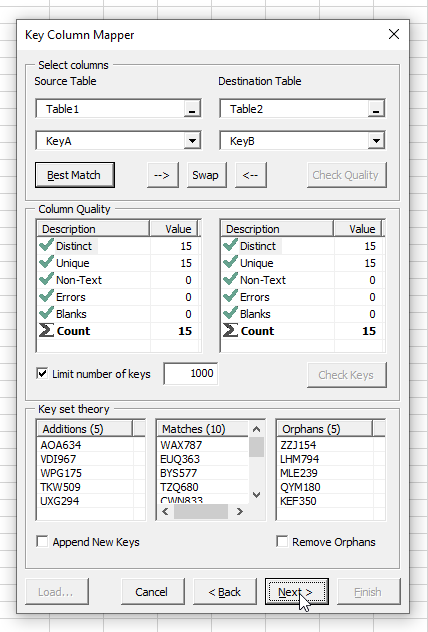 Key Column Mapper
Select columns
Source Table Destination Table
Table1 Table2
KeyA KeyB
Best Match --> Swap <-- Check Quality
Column Quality
Description Value Description Value
Distinct 15 Distinct 15
Unique 15 Unique 15
Non-Text 0 Non-Text 0
Errors 0 Errors 0
Blanks 0 Blanks 0
Σ Count 15 Σ Count 15
Limit number of keys 1000 Check Keys
Key set theory
Additions (5) Matches (10) Orphans (5)
AOA634 WAX787 ZZJ154
VDI967 EUQ363 LHM794
WPG175 BYS577 MLE239
TKW509 TZQ680 QYM180
UXG294 CWN833 KEF350
Append New Keys Remove Orphans
Load... Cancel < Back Next > Finish